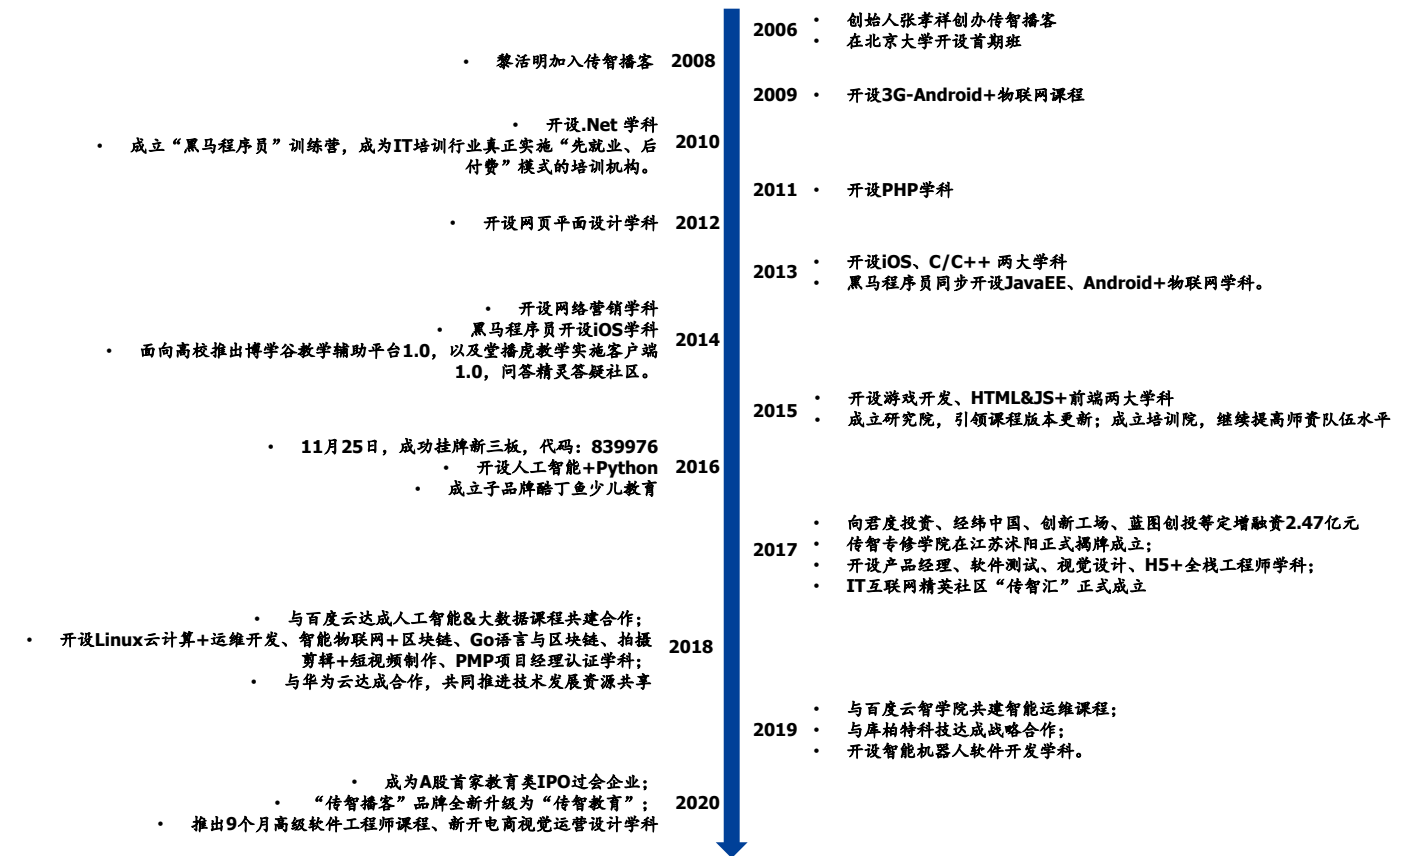 2006
• 创始人张孝祥创办传智播客
• 在北京大学开设首期班
• 黎活明加入传智播客 2008
2009 • 开设3G-Android+物联网课程
• 开设.Net 学科
• 成立“黑马程序员”训练营，成为IT培训行业真正实施“先就业、后
付费”模式的培训机构。
2010
2011 • 开设PHP学科
• 开设网页平面设计学科 2012
2013
• 开设iOS、C/C++ 两大学科
• 黑马程序员同步开设JavaEE、Android+物联网学科。
• 开设网络营销学科
• 黑马程序员开设iOS学科
• 面向高校推出博学谷教学辅助平台1.0，以及堂播虎教学实施客户端
1.0，问答精灵答疑社区。
2014
2015
• 开设游戏开发、HTML&JS+前端两大学科
• 成立研究院，引领课程版本更新；成立培训院，继续提高师资队伍水平
• 11月25日，成功挂牌新三板，代码：839976
• 开设人工智能+Python
• 成立子品牌酷丁鱼少儿教育
2016
2017
• 向君度投资、经纬中国、创新工场、蓝图创投等定增融资2.47亿元
• 传智专修学院在江苏沭阳正式揭牌成立；
• 开设产品经理、软件测试、视觉设计、H5+全栈工程师学科；
• IT互联网精英社区“传智汇”正式成立
• 与百度云达成人工智能&大数据课程共建合作；
• 开设Linux云计算+运维开发、智能物联网+区块链、Go语言与区块链、拍摄
剪辑+短视频制作、PMP项目经理认证学科；
• 与华为云达成合作，共同推进技术发展资源共享
2018
2019
• 与百度云智学院共建智能运维课程；
• 与库柏特科技达成战略合作；
• 开设智能机器人软件开发学科。
• 成为A股首家教育类IPO过会企业；
• “传智播客”品牌全新升级为“传智教育”；
• 推出9个月高级软件工程师课程、新开电商视觉运营设计学科
2020